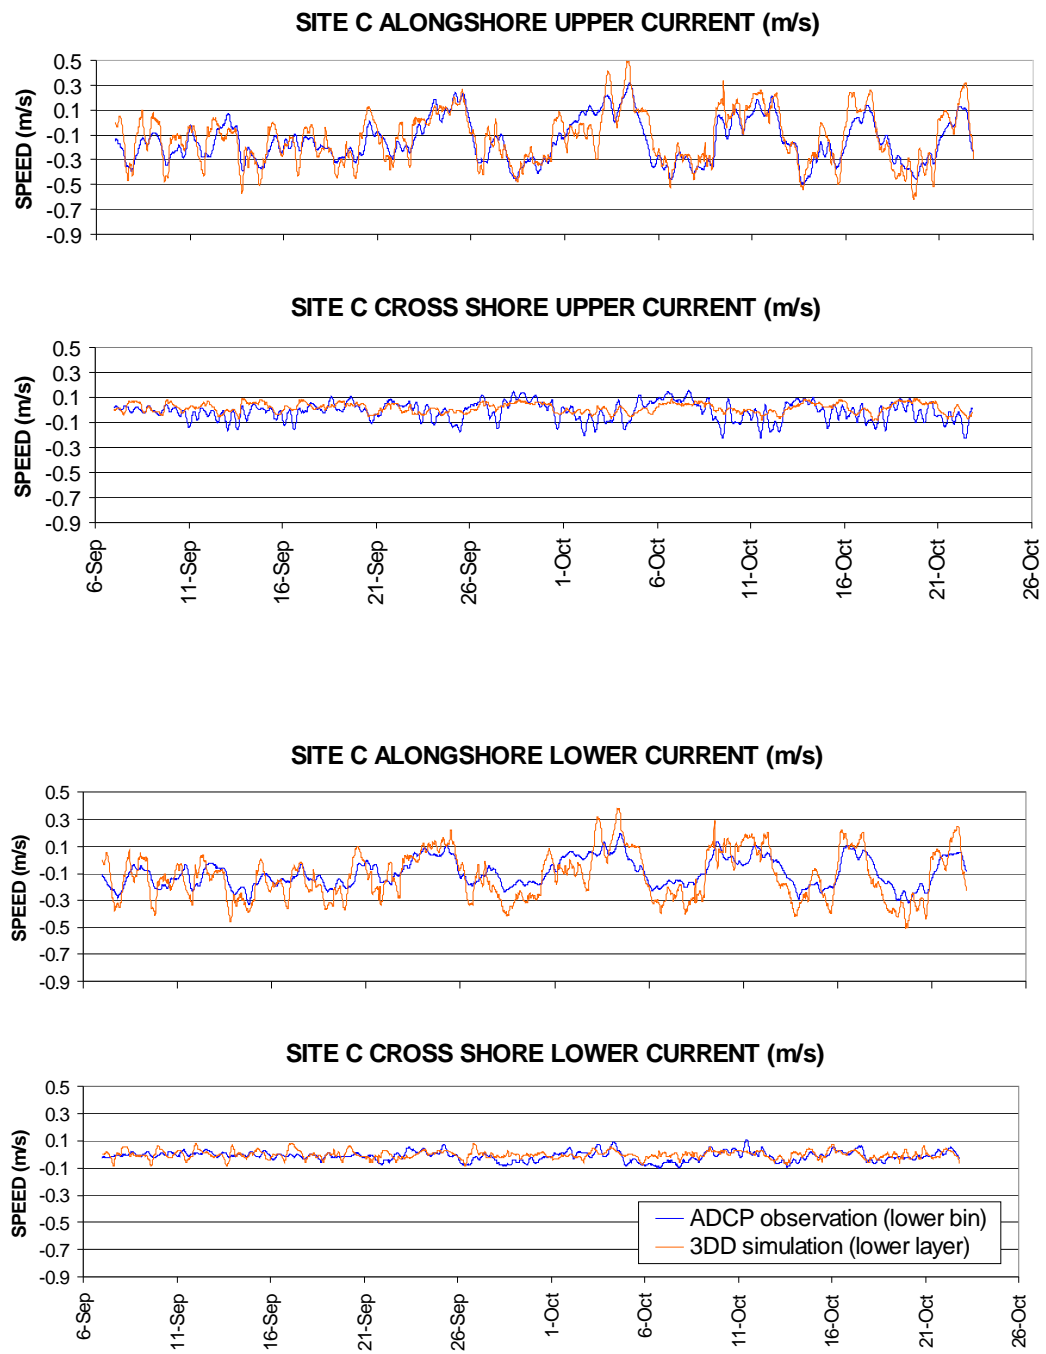 SITE C ALONGSHORE UPPER CURRENT (m/s)
SPEED (m/s)
0.5
0.3
0.1
-0.1
-0.3
-0.5
-0.7
-0.9
SITE C CROSS SHORE UPPER CURRENT (m/s)
SPEED (m/s)
0.5
0.3
0.1
-0.1
-0.3
-0.5
-0.7
-0.9
6-Sep
11-Sep
16-Sep
21-Sep
26-Sep
1-Oct
6-Oct
11-Oct
16-Oct
21-Oct
26-Oct
SITE C ALONGSHORE LOWER CURRENT (m/s)
SPEED (m/s)
0.5
0.3
0.1
-0.1
-0.3
-0.5
-0.7
-0.9
SITE C CROSS SHORE LOWER CURRENT (m/s)
SPEED (m/s)
0.5
0.3
0.1
-0.1
-0.3
-0.5
-0.7
-0.9
ADCP observation (lower bin)
3DD simulation (lower layer)
6-Sep
11-Sep
16-Sep
21-Sep
26-Sep
1-Oct
6-Oct
11-Oct
16-Oct
21-Oct
26-Oct